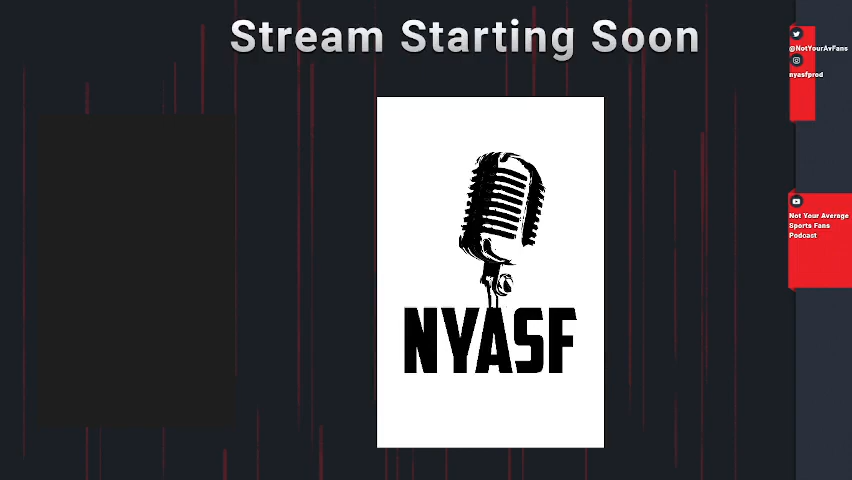 Stream Starting Soon
@NotYourAvFans
nyasfprod
NYASF
Not Your Average
Sports Fans
Podcast